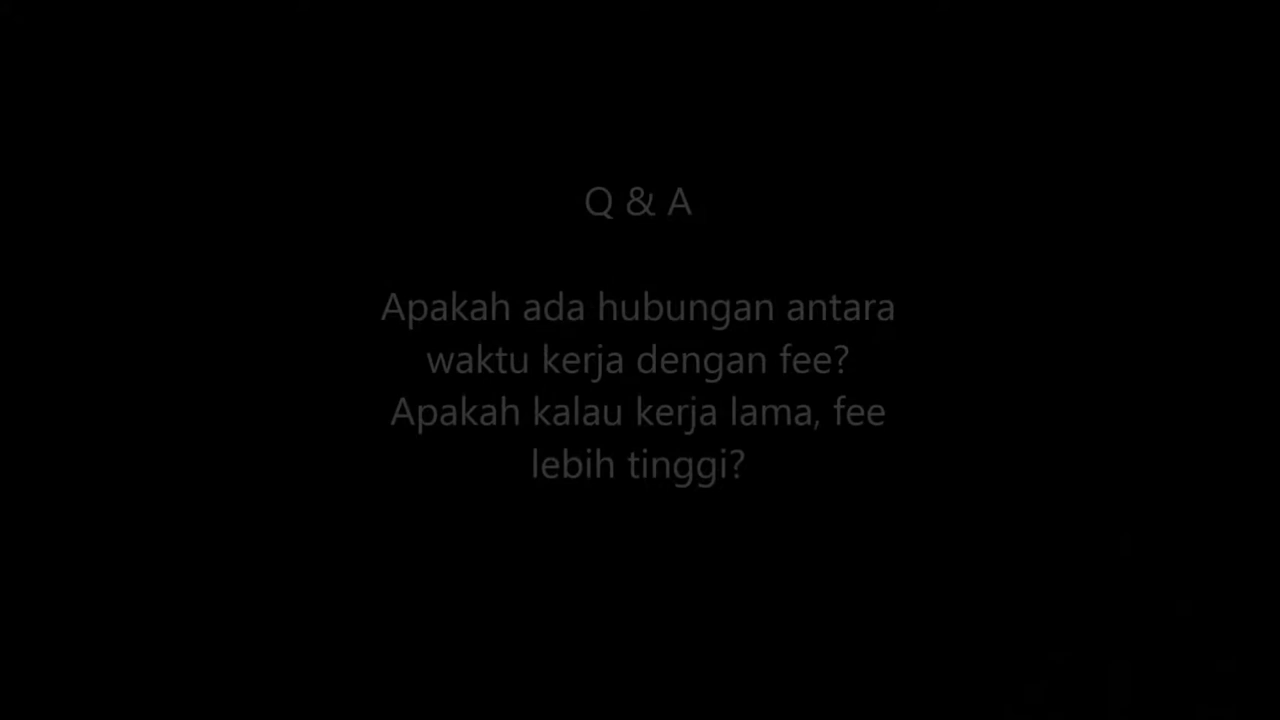 Q & A
Apakah ada hubungan antara
waktu kerja dengan fee?
Apakah kalau kerja lama, fee
lebih tinggi?